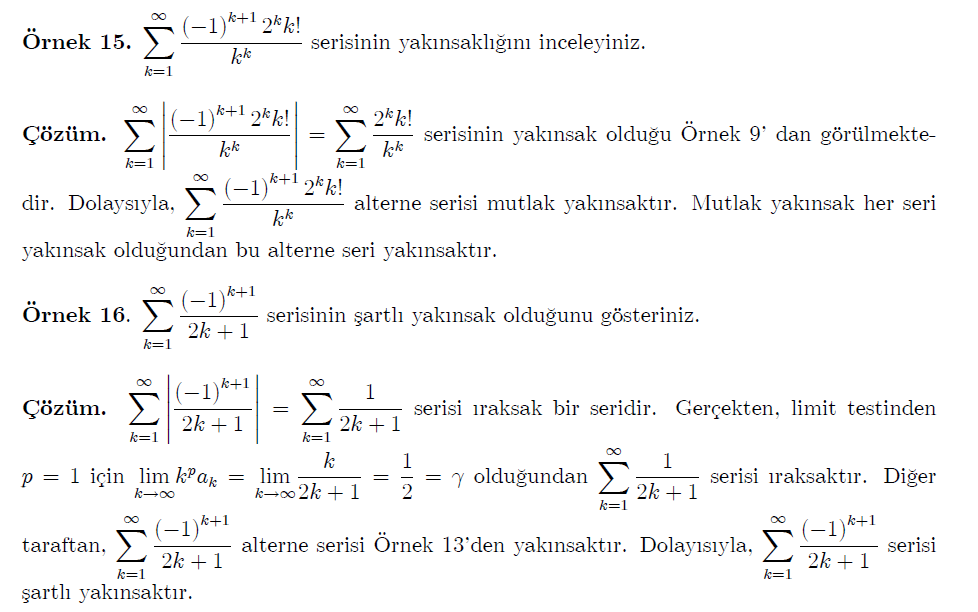 Örnek 15. $\sum_{k=1}^{\infty} \frac{(-1)^{k+1} 2^k k!}{k^k}$ serisinin yakınsaklığını inceleyiniz.
Çözüm. $\sum_{k=1}^{\infty} \left| \frac{(-1)^{k+1} 2^k k!}{k^k} \right| = \sum_{k=1}^{\infty} \frac{2^k k!}{k^k}$ serisinin yakınsak olduğu Örnek 9' dan görülmekte-
dir. Dolaysıyla, $\sum_{k=1}^{\infty} \frac{(-1)^{k+1} 2^k k!}{k^k}$ alterne serisi mutlak yakınsaktır. Mutlak yakınsak her seri
yakınsak olduğundan bu alterne seri yakınsaktır.
Örnek 16. $\sum_{k=1}^{\infty} \frac{(-1)^{k+1}}{2k+1}$ serisinin şartlı yakınsak olduğunu gösteriniz.
Çözüm. $\sum_{k=1}^{\infty} \left| \frac{(-1)^{k+1}}{2k+1} \right| = \sum_{k=1}^{\infty} \frac{1}{2k+1}$ serisi ıraksak bir seridir. Gerçekten, limit testinden
$p = 1$ için $\lim_{k \to \infty} k^p a_k = \lim_{k \to \infty} \frac{k}{2k+1} = \frac{1}{2} = \gamma$ olduğundan $\sum_{k=1}^{\infty} \frac{1}{2k+1}$ serisi ıraksaktır. Diğer
taraftan, $\sum_{k=1}^{\infty} \frac{(-1)^{k+1}}{2k+1}$ alterne serisi Örnek 13'den yakınsaktır. Dolayısıyla, $\sum_{k=1}^{\infty} \frac{(-1)^{k+1}}{2k+1}$ serisi
şartlı yakınsaktır.